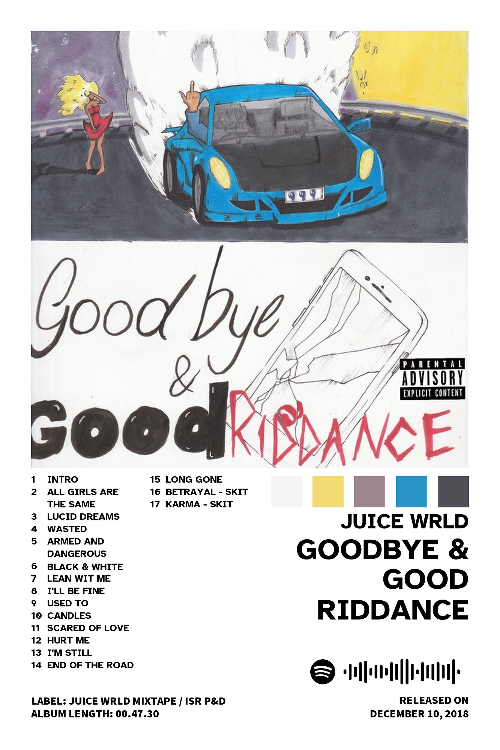 999
Good bye
&
Good RIDDANCE
PARENTAL
ADVISORY
EXPLICIT CONTENT
1 INTRO
2 ALL GIRLS ARE
THE SAME
3 LUCID DREAMS
4 WASTED
5 ARMED AND
DANGEROUS
6 BLACK & WHITE
7 LEAN WIT ME
8 I'LL BE FINE
9 USED TO
10 CANDLES
11 SCARED OF LOVE
12 HURT ME
13 I'M STILL
14 END OF THE ROAD
15 LONG GONE
16 BETRAYAL - SKIT
17 KARMA - SKIT
JUICE WRLD
GOODBYE &
GOOD
RIDDANCE
LABEL: JUICE WRLD MIXTAPE / ISR P&D
ALBUM LENGTH: 00.47.30
RELEASED ON
DECEMBER 10, 2018